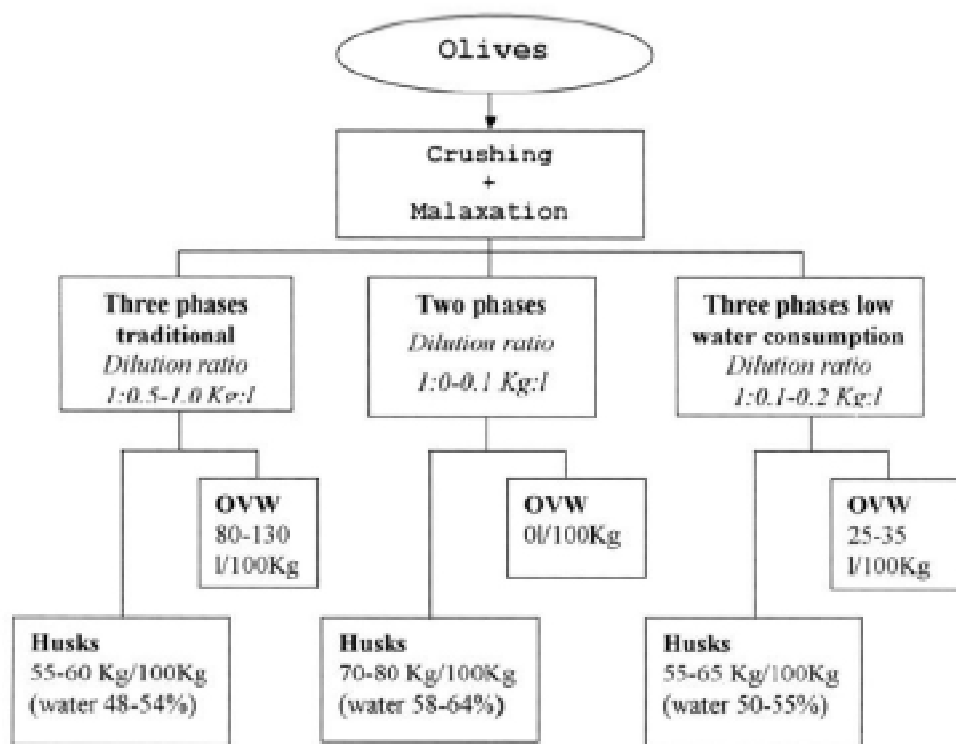 Olives
Crushing
+
Malaxation
Three phases
traditional
Dilution ratio
1:0.5-1.0 Kg:l
Two phases
Dilution ratio
1:0-0.1 Kg:l
Three phases low
water consumption
Dilution ratio
1:0.1-0.2 Kg:l
OVW
80-130
l/100Kg
OVW
0l/100Kg
OVW
25-35
l/100Kg
Husks
55-60 Kg/100Kg
(water 48-54%)
Husks
70-80 Kg/100Kg
(water 58-64%)
Husks
55-65 Kg/100Kg
(water 50-55%)